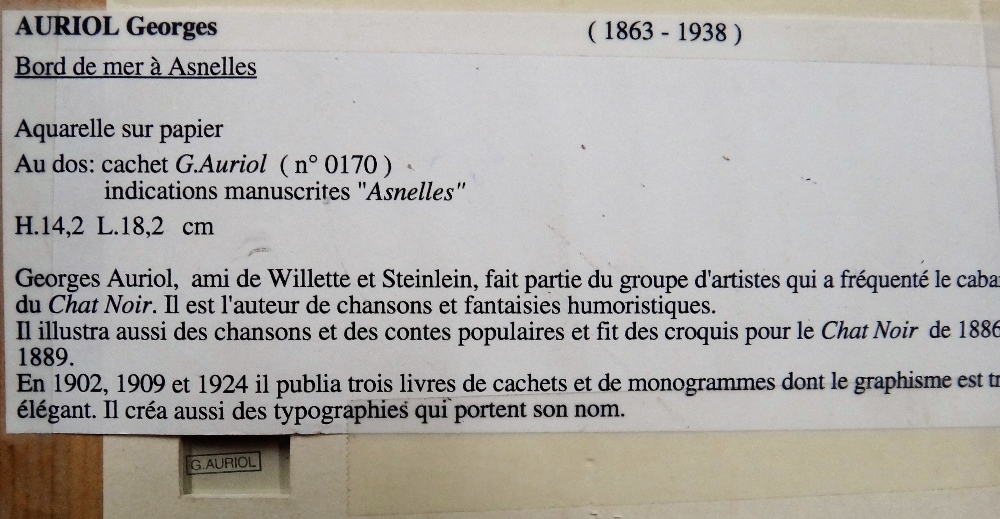 AURIOL Georges ( 1863 - 1938 )
Bord de mer à Asnelles
Aquarelle sur papier
Au dos: cachet G.Auriol ( n° 0170 )
indications manuscrites "Asnelles"
H.14,2 L.18,2 cm
Georges Auriol, ami de Willette et Steinlein, fait partie du groupe d'artistes qui a fréquenté le caba
du Chat Noir. Il est l'auteur de chansons et fantaisies humoristiques.
Il illustra aussi des chansons et des contes populaires et fit des croquis pour le Chat Noir de 1886
1889.
En 1902, 1909 et 1924 il publia trois livres de cachets et de monogrammes dont le graphisme est tr
élégant. Il créa aussi des typographies qui portent son nom.
G.AURIOL